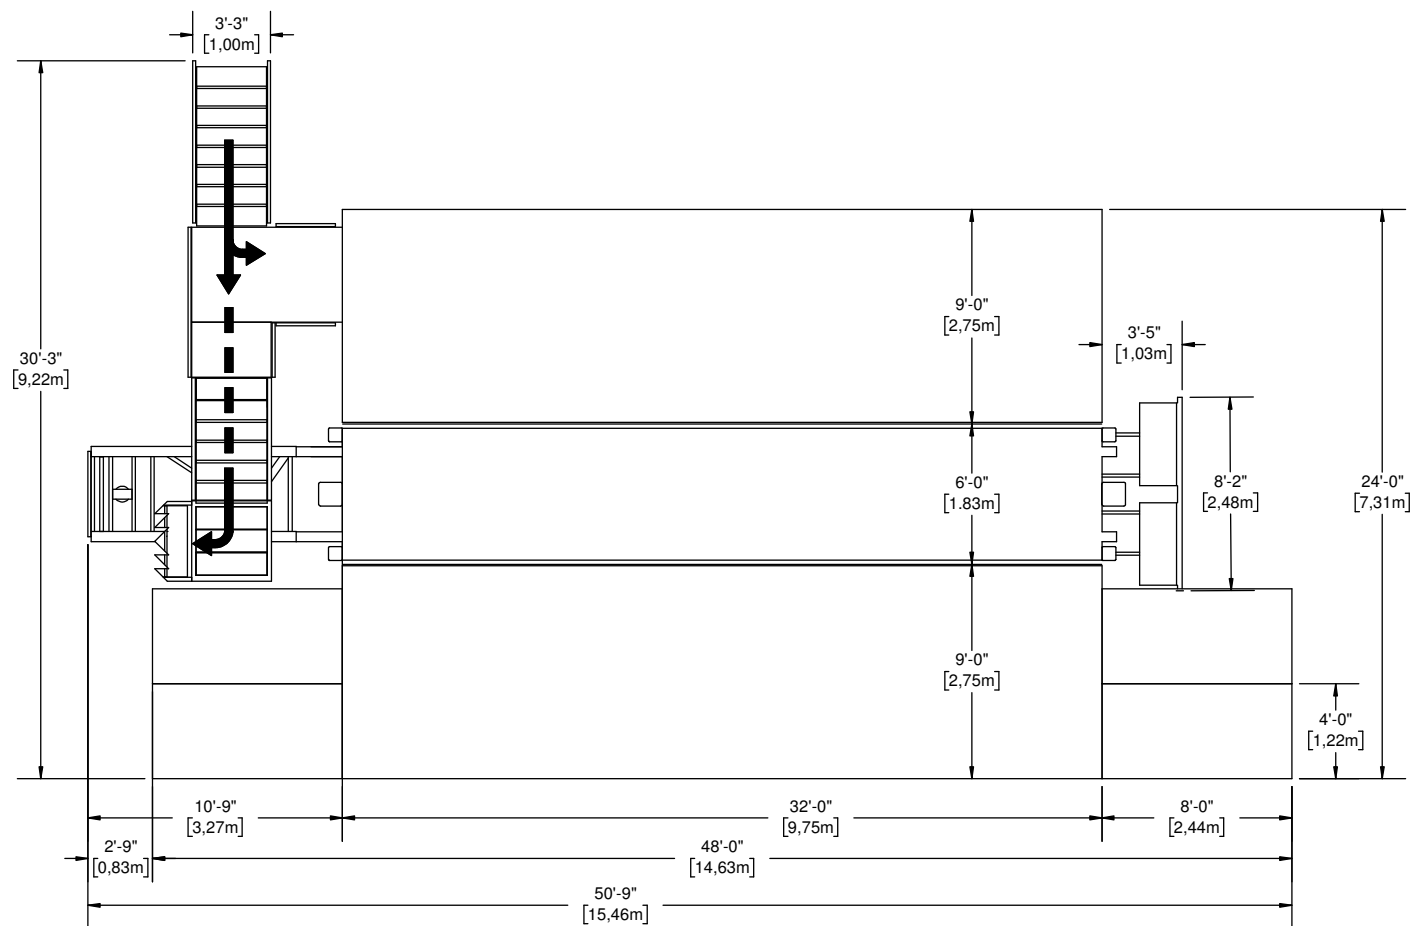 3'-3"
[1,00m]
9'-0"
[2,75m]
3'-5"
[1,03m]
30'-3"
[9,22m]
6'-0"
[1.83m]
8'-2"
[2,48m]
24'-0"
[7,31m]
9'-0"
[2,75m]
4'-0"
[1,22m]
10'-9"
[3,27m]
32'-0"
[9,75m]
8'-0"
[2,44m]
2'-9"
[0,83m]
48'-0"
[14,63m]
50'-9"
[15,46m]